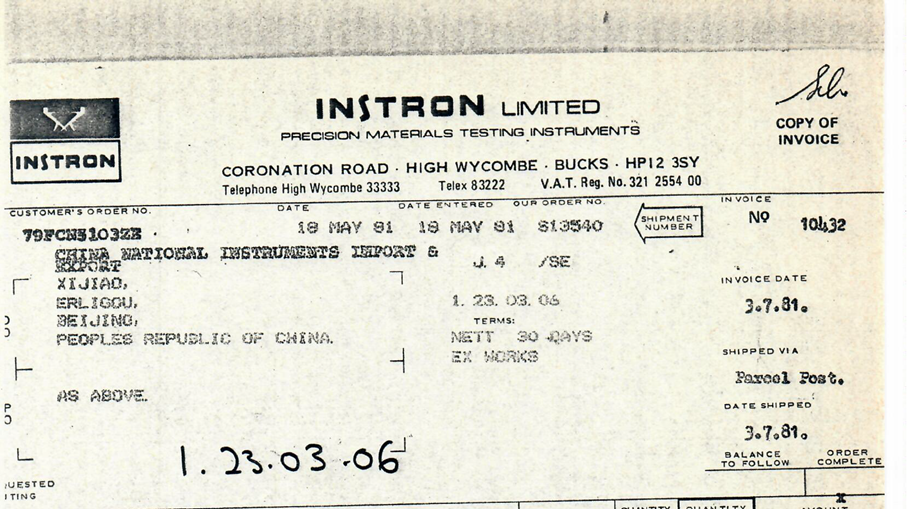 INSTRON LIMITED
PRECISION MATERIALS TESTING INSTRUMENTS
INSTRON
COPY OF
INVOICE
CORONATION ROAD · HIGH WYCOMBE · BUCKS · HP12 3SY
Telephone High Wycombe 33333 Telex 83222 V.A.T. Reg. No. 321 2554 00
CUSTOMER'S ORDER NO. DATE DATE ENTERED OUR ORDER NO. INVOICE
18 MAY 81 18 MAY 81 S13540 SHIPMENT NUMBER No 10432
CHINA NATIONAL INSTRUMENTS IMPORT &
EXPORT
J.4 /SE
XIJIAO,
INVOICE DATE
ERLIGOU, 1.23.03.06 3.7.81.
BEIJING, TERMS:
PEOPLES REPUBLIC OF CHINA. NETT 30 DAYS
EX WORKS
SHIPPED VIA
Parcel Post.
AS ABOVE.
DATE SHIPPED
3.7.81.
1.23.03.06
BALANCE TO FOLLOW
ORDER COMPLETE
UESTED
ITING
X
QUANTITY QUANTITY AMOUNT